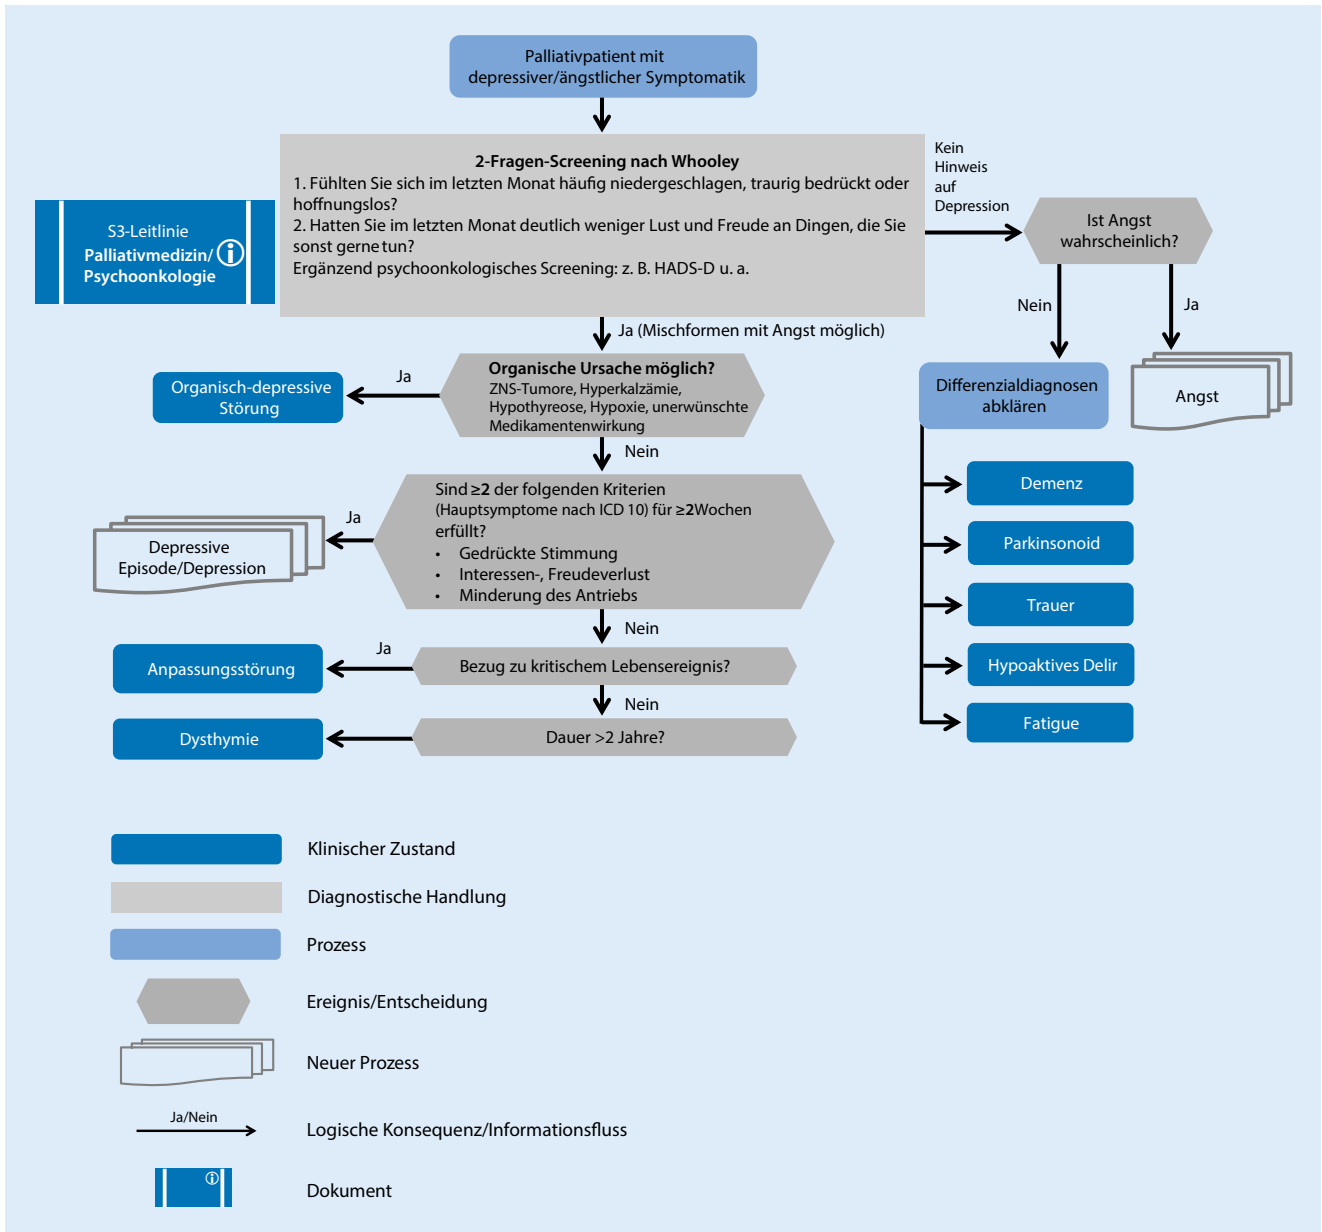 Palliativpatient mit
depressiver/ängstlicher Symptomatik
2-Fragen-Screening nach Whooley
1. Fühlten Sie sich im letzten Monat häufig niedergeschlagen, traurig bedrückt oder
hoffnungslos?
2. Hatten Sie im letzten Monat deutlich weniger Lust und Freude an Dingen, die Sie
sonst gerne tun?
Ergänzend psychoonkologisches Screening: z. B. HADS-D u. a.
S3-Leitlinie
Palliativmedizin/
Psychoonkologie
Kein
Hinweis
auf
Depression
Ist Angst
wahrscheinlich?
Nein
Ja
Differenzialdiagnosen
abklären
Angst
Demenz
Parkinsonoid
Trauer
Hypoaktives Delir
Fatigue
Ja (Mischformen mit Angst möglich)
Organische Ursache möglich?
ZNS-Tumore, Hyperkalzämie,
Hypothyreose, Hypoxie, unerwünschte
Medikamentenwirkung
Ja
Organisch-depressive
Störung
Nein
Sind ≥2 der folgenden Kriterien
(Hauptsymptome nach ICD 10) für ≥2Wochen
erfüllt?
• Gedrückte Stimmung
• Interessen-, Freudeverlust
• Minderung des Antriebs
Ja
Depressive
Episode/Depression
Nein
Bezug zu kritischem Lebensereignis?
Ja
Anpassungsstörung
Nein
Dauer >2 Jahre?
Dysthymie
Klinischer Zustand
Diagnostische Handlung
Prozess
Ereignis/Entscheidung
Neuer Prozess
Ja/Nein
Logische Konsequenz/Informationsfluss
Dokument